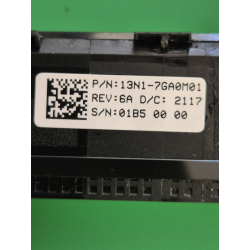 P/N:13N1-7GA0M01
REV:6A D/C: 2117
S/N:01B5 00 00